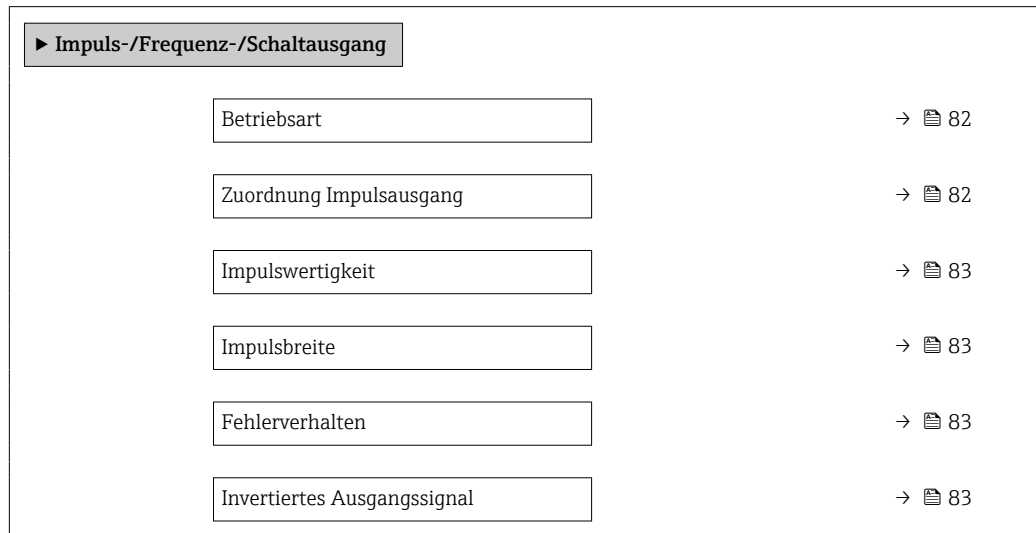 ▶ Impuls-/Frequenz-/Schaltausgang
Betriebsart → 82
Zuordnung Impulsausgang → 82
Impulswertigkeit → 83
Impulsbreite → 83
Fehlerverhalten → 83
Invertiertes Ausgangssignal → 83